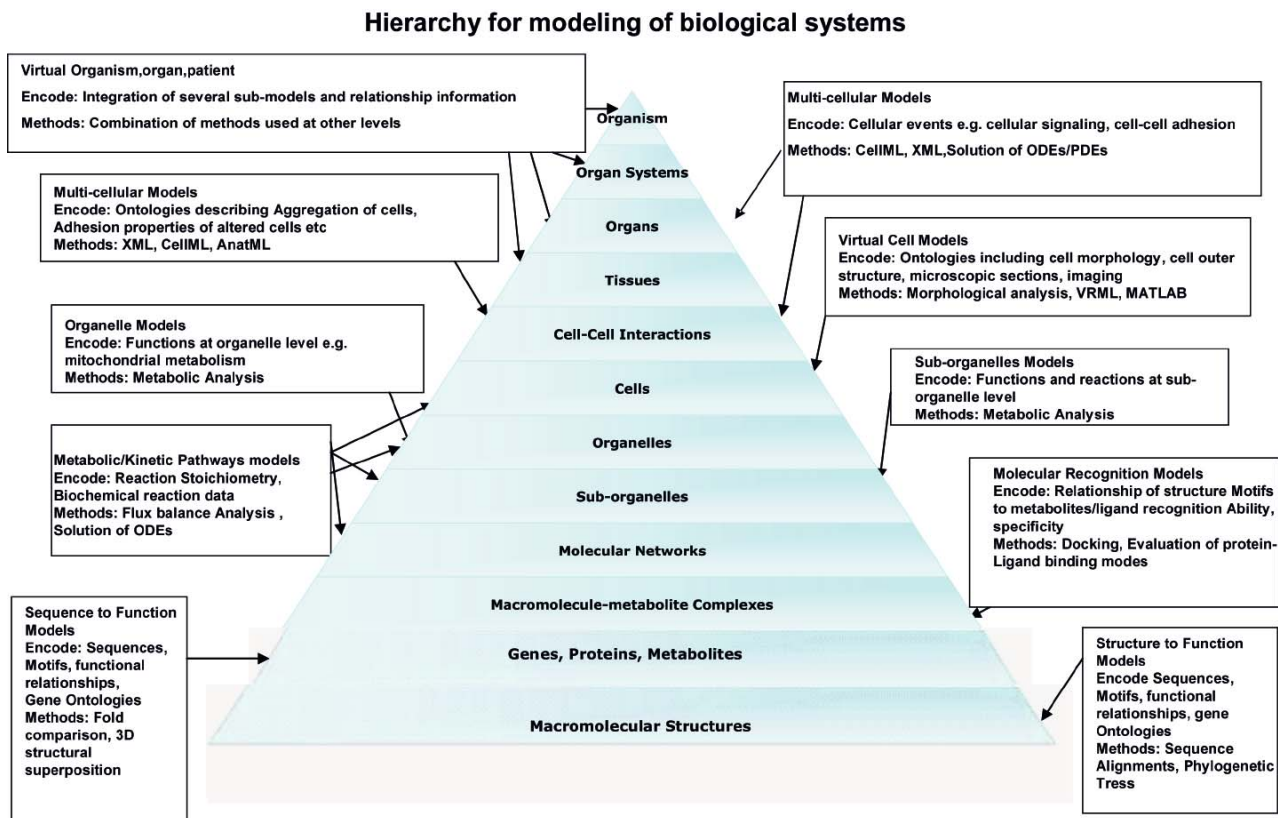 Hierarchy for modeling of biological systems
Virtual Organism,organ,patient
Encode: Integration of several sub-models and relationship information
Methods: Combination of methods used at other levels
Multi-cellular Models
Encode: Ontologies describing Aggregation of cells,
Adhesion properties of altered cells etc
Methods: XML, CellML, AnatML
Organelle Models
Encode: Functions at organelle level e.g.
mitochondrial metabolism
Methods: Metabolic Analysis
Metabolic/Kinetic Pathways models
Encode: Reaction Stoichiometry,
Biochemical reaction data
Methods: Flux balance Analysis ,
Solution of ODEs
Sequence to Function
Models
Encode: Sequences,
Motifs, functional
relationships,
Gene Ontologies
Methods: Fold
comparison, 3D
structural
superposition
Organism
Organ Systems
Organs
Tissues
Cell-Cell Interactions
Cells
Organelles
Sub-organelles
Molecular Networks
Macromolecule-metabolite Complexes
Genes, Proteins, Metabolites
Macromolecular Structures
Multi-cellular Models
Encode: Cellular events e.g. cellular signaling, cell-cell adhesion
Methods: CellML, XML,Solution of ODEs/PDEs
Virtual Cell Models
Encode: Ontologies including cell morphology, cell outer
structure, microscopic sections, imaging
Methods: Morphological analysis, VRML, MATLAB
Sub-organelles Models
Encode: Functions and reactions at sub-
organelle level
Methods: Metabolic Analysis
Molecular Recognition Models
Encode: Relationship of structure Motifs
to metabolites/ligand recognition Ability,
specificity
Methods: Docking, Evaluation of protein-
Ligand binding modes
Structure to Function
Models
Encode Sequences,
Motifs, functional
relationships, gene
Ontologies
Methods: Sequence
Alignments, Phylogenetic
Tress